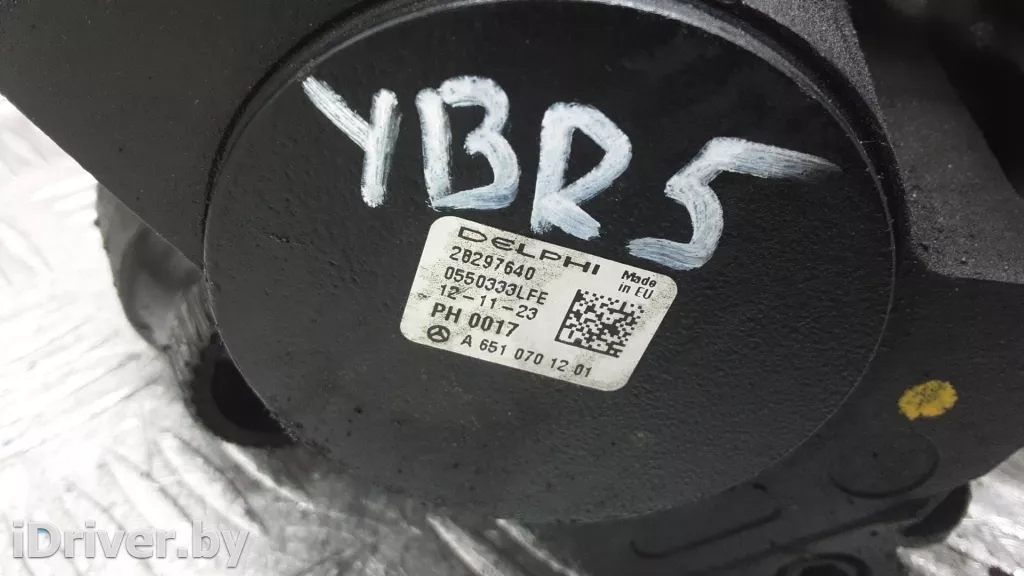 YBR5
DELPHI
28297640
0550333LFE
12-11-23
PH 0017
A 651 070 12 01
Made
in EU
iDriver.by